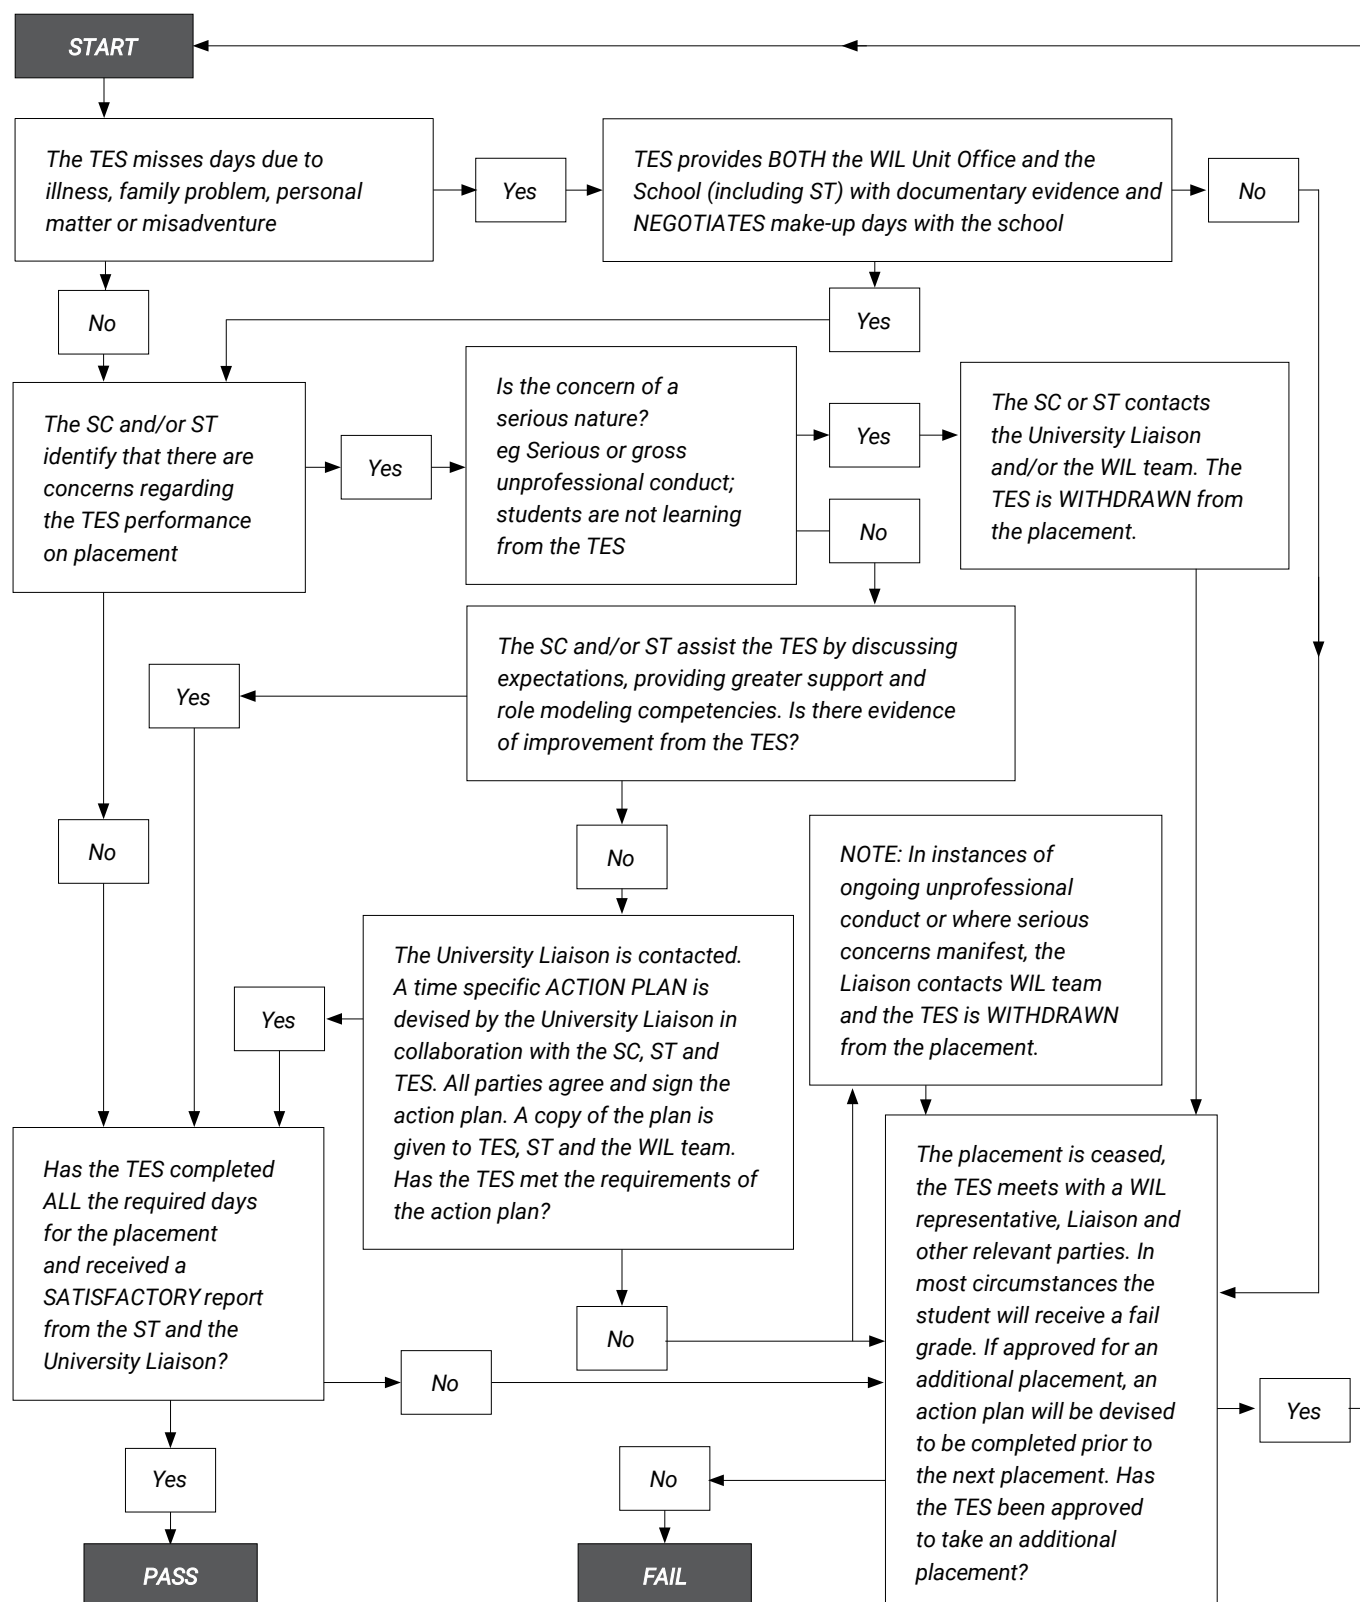 START
The TES misses days due to
illness, family problem, personal
matter or misadventure
Yes
TES provides BOTH the WIL Unit Office and the
School (including ST) with documentary evidence and
NEGOTIATES make-up days with the school
No
No
Yes
The SC and/or ST
identify that there are
concerns regarding
the TES performance
on placement
Yes
Is the concern of a
serious nature?
eg Serious or gross
unprofessional conduct;
students are not learning
from the TES
Yes
The SC or ST contacts
the University Liaison
and/or the WIL team. The
TES is WITHDRAWN from
the placement.
No
The SC and/or ST assist the TES by discussing
expectations, providing greater support and
role modeling competencies. Is there evidence
of improvement from the TES?
Yes
No
No
NOTE: In instances of
ongoing unprofessional
conduct or where serious
concerns manifest, the
Liaison contacts WIL team
and the TES is WITHDRAWN
from the placement.
The University Liaison is contacted.
A time specific ACTION PLAN is
devised by the University Liaison in
collaboration with the SC, ST and
TES. All parties agree and sign the
action plan. A copy of the plan is
given to TES, ST and the WIL team.
Has the TES met the requirements of
the action plan?
Yes
Has the TES completed
ALL the required days
for the placement
and received a
SATISFACTORY report
from the ST and the
University Liaison?
No
No
The placement is ceased,
the TES meets with a WIL
representative, Liaison and
other relevant parties. In
most circumstances the
student will receive a fail
grade. If approved for an
additional placement, an
action plan will be devised
to be completed prior to
the next placement. Has
the TES been approved
to take an additional
placement?
Yes
Yes
No
PASS
FAIL